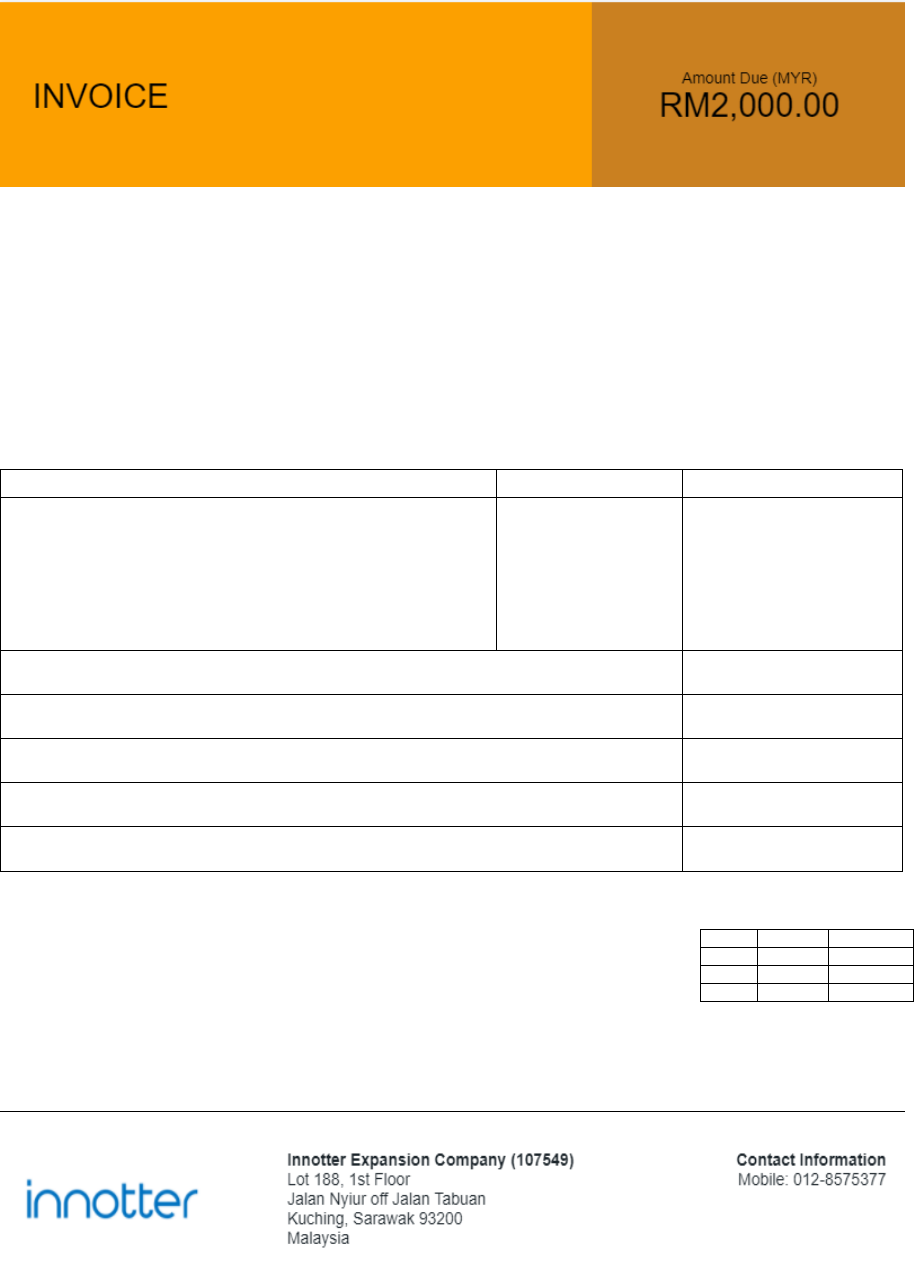 INVOICE
Amount Due (MYR)
RM2,000.00
innotter
Innotter Expansion Company (107549)
Lot 188, 1st Floor
Jalan Nyiur off Jalan Tabuan
Kuching, Sarawak 93200
Malaysia
Contact Information
Mobile: 012-8575377